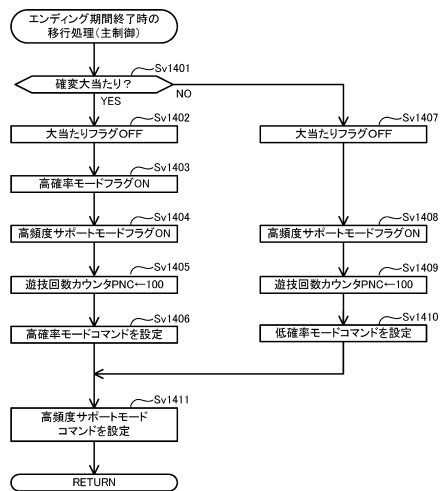 エンディング期間終了時の
移行処理(主制御)
Sv1401
確変大当たり?
YES
NO
Sv1402
大当たりフラグOFF
Sv1403
高確率モードフラグON
Sv1404
高頻度サポートモードフラグON
Sv1405
遊技回数カウンタPNC←100
Sv1406
高確率モードコマンドを設定
Sv1407
大当たりフラグOFF
Sv1408
高頻度サポートモードフラグON
Sv1409
遊技回数カウンタPNC←100
Sv1410
低確率モードコマンドを設定
Sv1411
高頻度サポートモード
コマンドを設定
RETURN